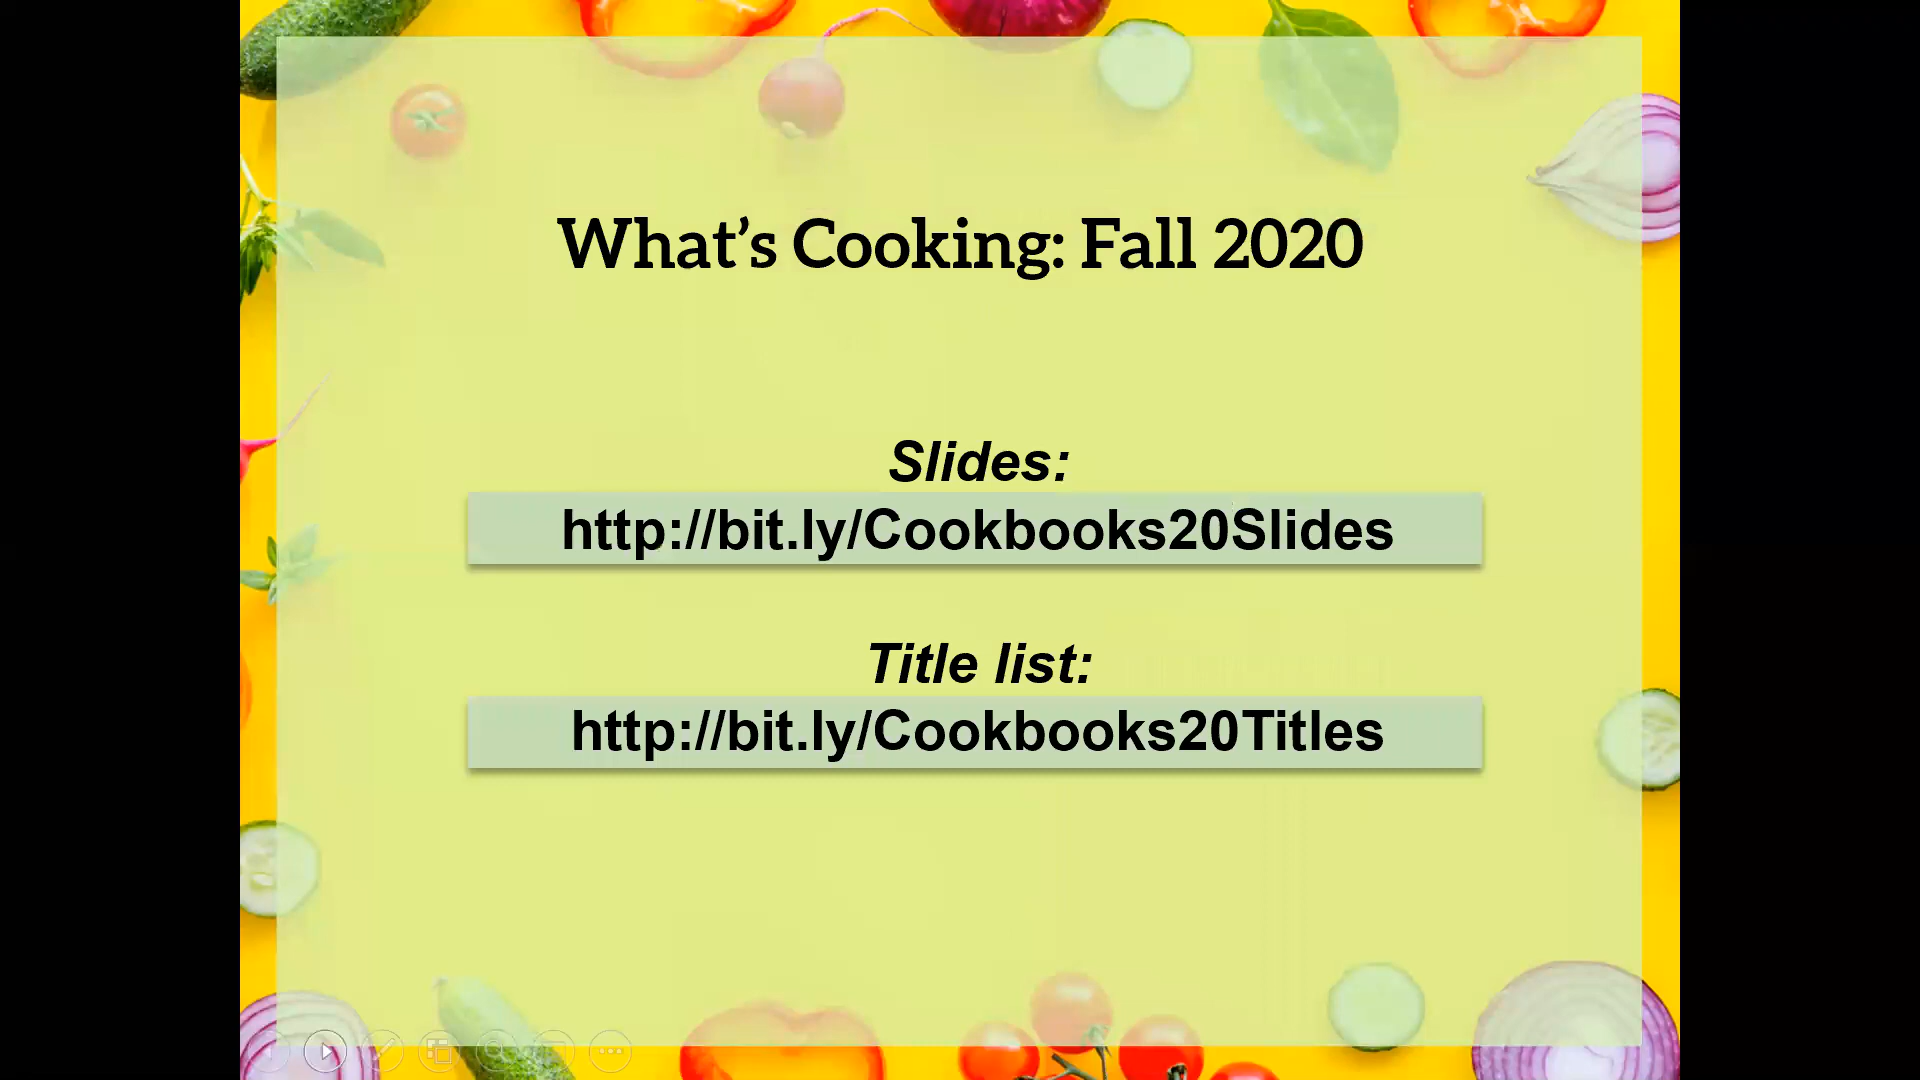 What’s Cooking: Fall 2020
Slides:
http://bit.ly/Cookbooks20Slides
Title list:
http://bit.ly/Cookbooks20Titles